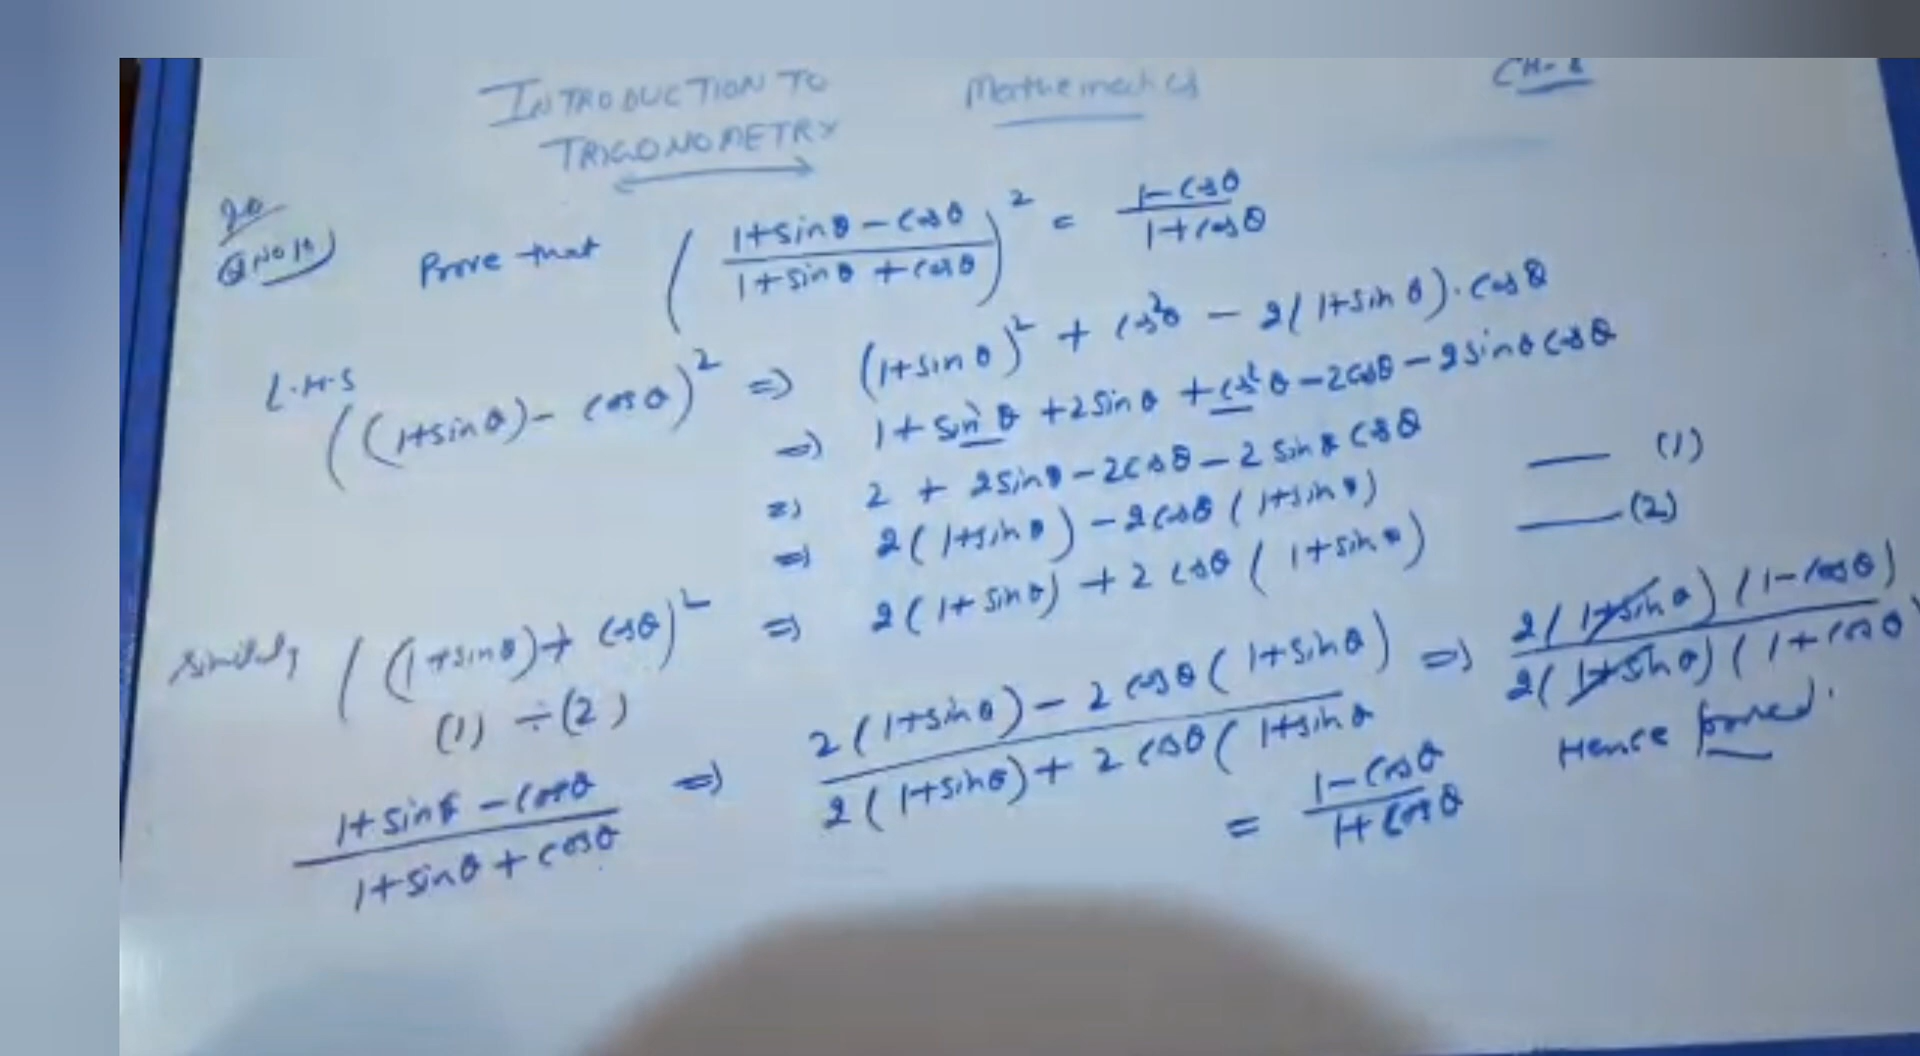 INTRODUCTION TO
TRIGONOMETRY
Mathematics
CH-8
Prove that ( (1+sinθ-cosθ)/(1+sinθ+cosθ) )² = (1-cosθ)/(1+cosθ)
L.H.S
((1+sinθ)-cosθ)² ⇒ (1+sinθ)² + cos²θ - 2(1+sinθ).cosθ
⇒ 1+sin²θ+2sinθ+cos²θ-2cosθ-2sinθcosθ
⇒ 2+2sinθ-2cosθ-2sinθcosθ
⇒ 2(1+sinθ)-2cosθ(1+sinθ) —— (1)
Similarly ((1+sinθ)+cosθ)² ⇒ 2(1+sinθ)+2cosθ(1+sinθ) —— (2)
(1) ÷ (2)
(1+sinθ-cosθ)/(1+sinθ+cosθ) ⇒ (2(1+sinθ)-2cosθ(1+sinθ))/(2(1+sinθ)+2cosθ(1+sinθ) ⇒ (2(1+sinθ)(1-cosθ))/(2(1+sinθ)(1+cosθ)
= (1-cosθ)/(1+cosθ)
Hence proved.